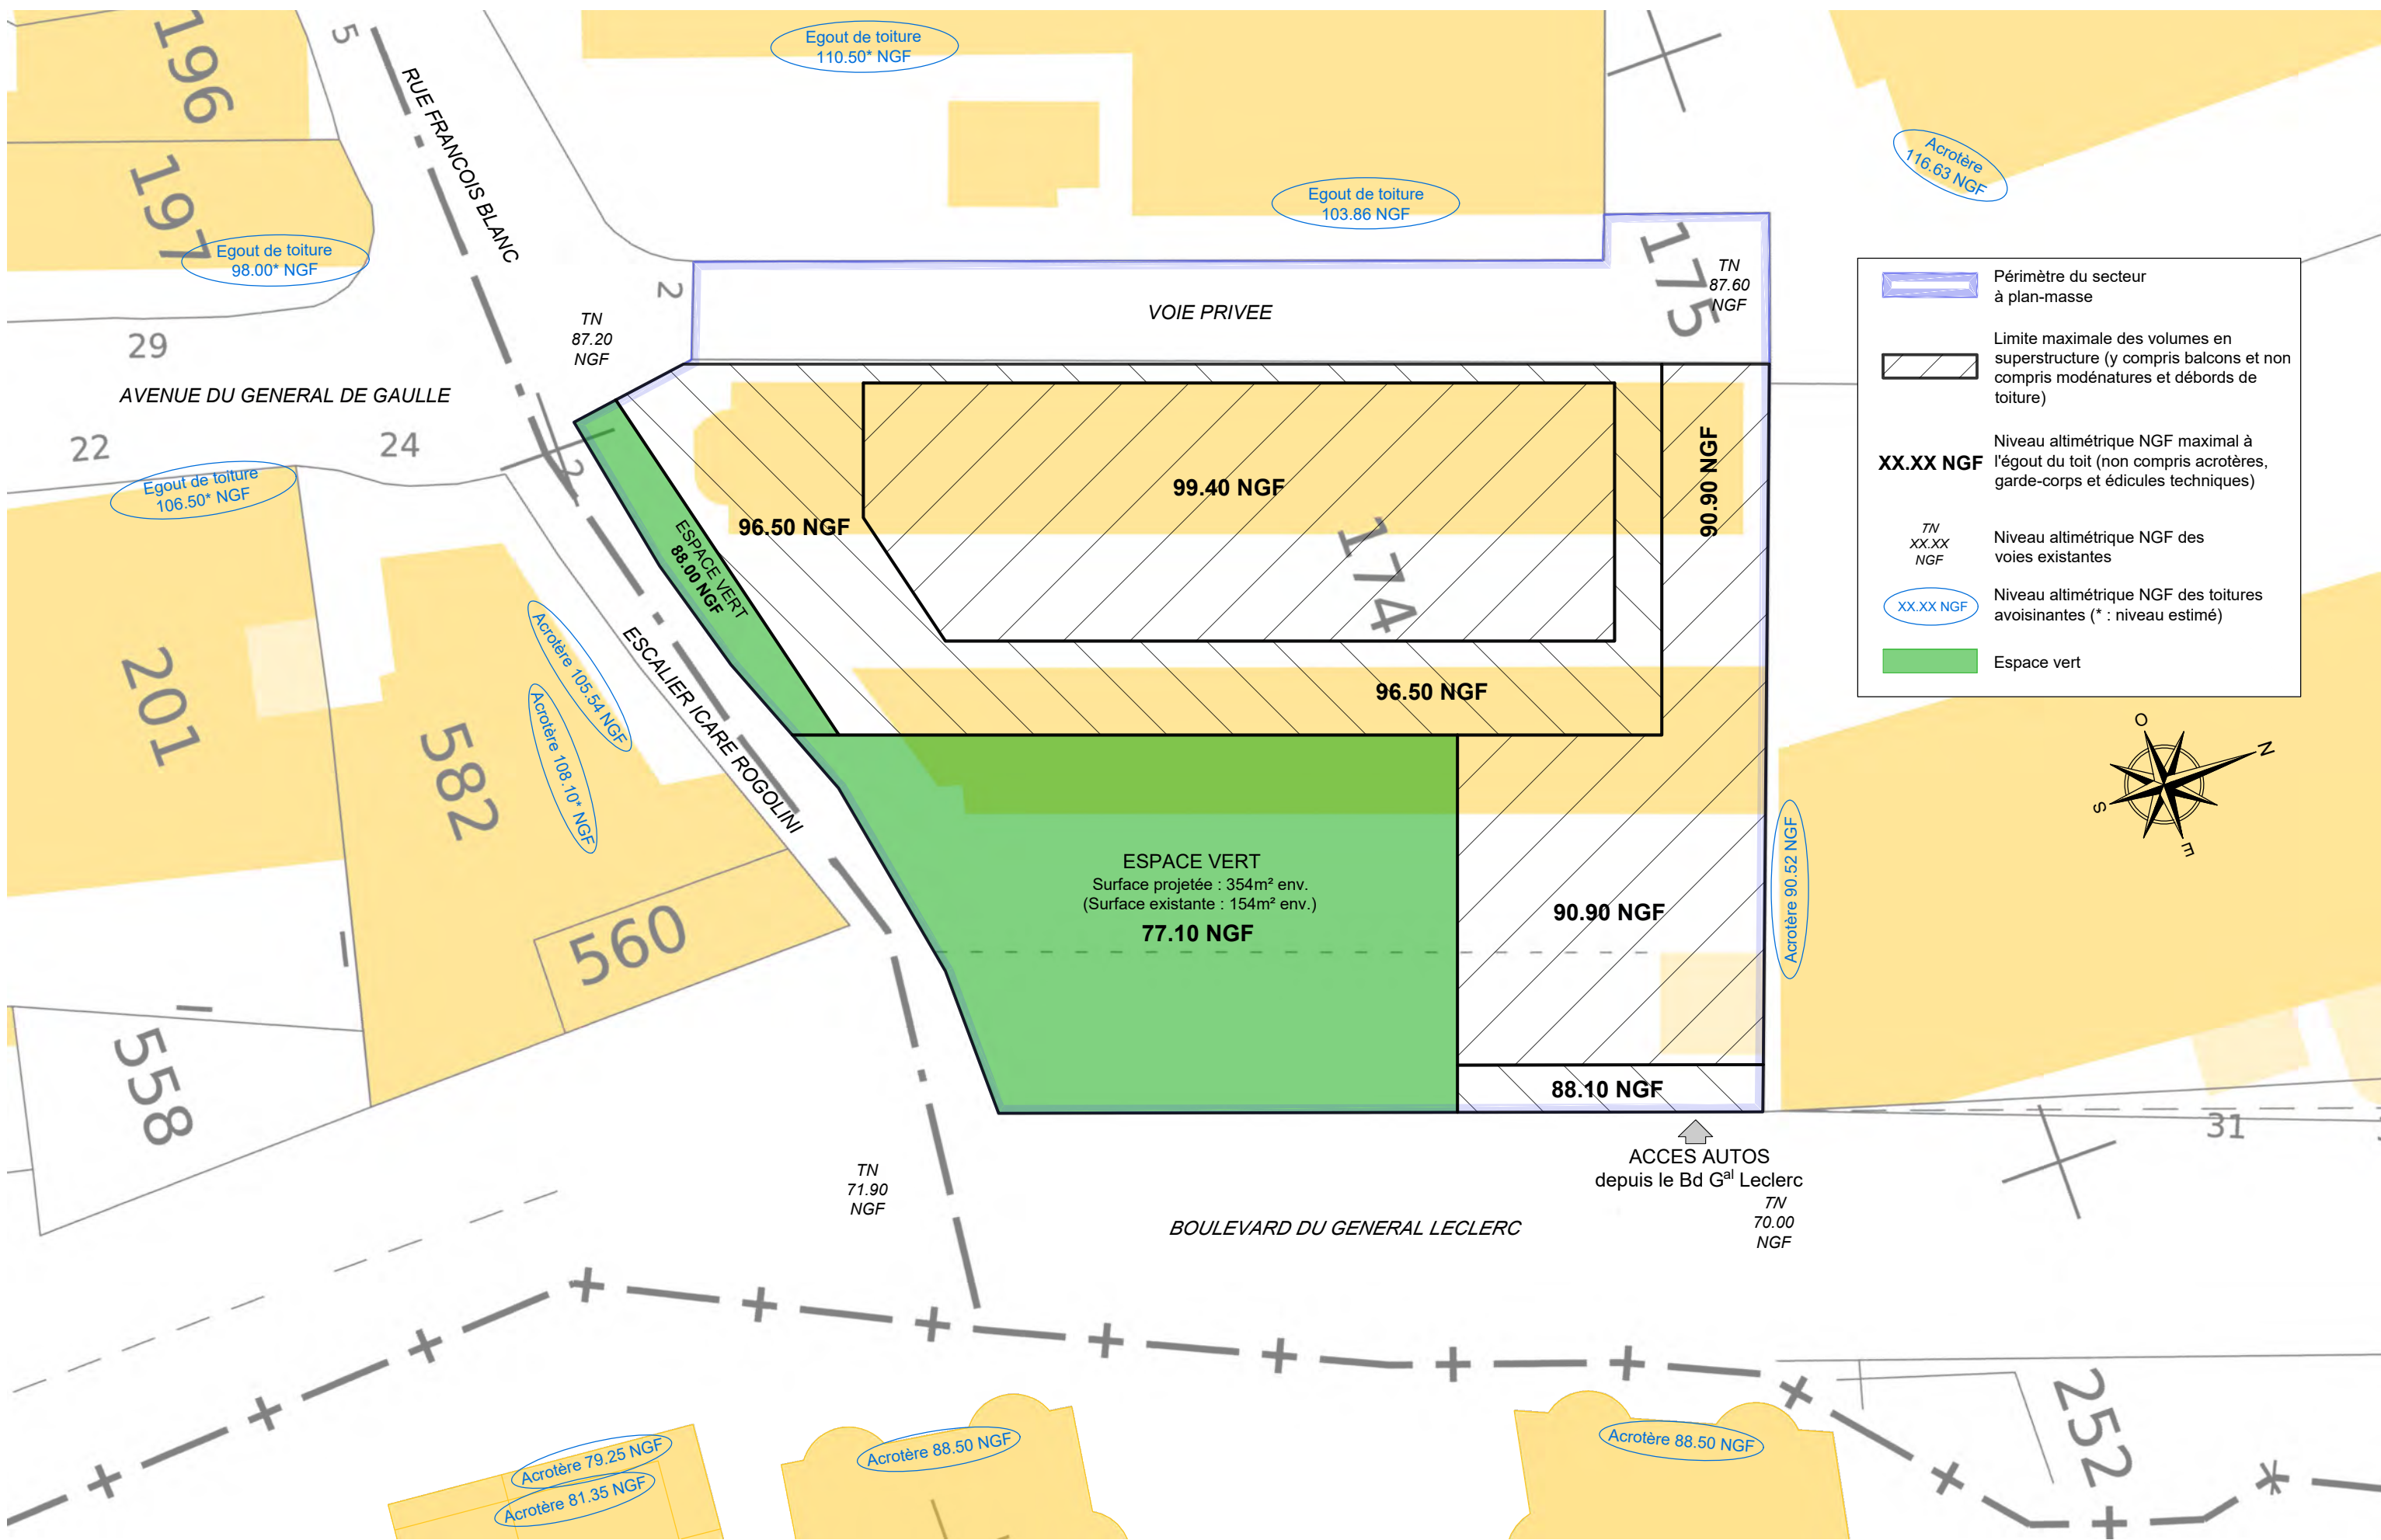 5
196
RUE FRANCOIS BLANC
Egout de toiture
110.50* NGF
Acrotère
116.63 NGF
197
Egout de toiture
98.00* NGF
Egout de toiture
103.86 NGF
175
TN
87.60
NGF
2
VOIE PRIVEE
TN
87.20
NGF
29
AVENUE DU GENERAL DE GAULLE
22
24
2
Egout de toiture
106.50* NGF
99.40 NGF
96.50 NGF
90.90 NGF
174
ESPACE VERT
88.00 NGF
96.50 NGF
201
582
Acrotère 105.54 NGF
Acrotère 108.10* NGF
ESCALIER ICARE ROGOLINI
560
558
ESPACE VERT
Surface projetée : 354m² env.
(Surface existante : 154m² env.)
77.10 NGF
90.90 NGF
88.10 NGF
Acrotère 90.52 NGF
Périmètre du secteur
à plan-masse
Limite maximale des volumes en
superstructure (y compris balcons et non
compris modénatures et débords de
toiture)
XX.XX NGF
Niveau altimétrique NGF maximal à
l'égout du toit (non compris acrotères,
garde-corps et édicules techniques)
TN
XX.XX
NGF
Niveau altimétrique NGF des
voies existantes
XX.XX NGF
Niveau altimétrique NGF des toitures
avoisinantes (* : niveau estimé)
Espace vert
O
N
S
E
31
ACCES AUTOS
depuis le Bd Gal Leclerc
TN
70.00
NGF
TN
71.90
NGF
BOULEVARD DU GENERAL LECLERC
252
Acrotère 79.25 NGF
Acrotère 81.35 NGF
Acrotère 88.50 NGF
Acrotère 88.50 NGF